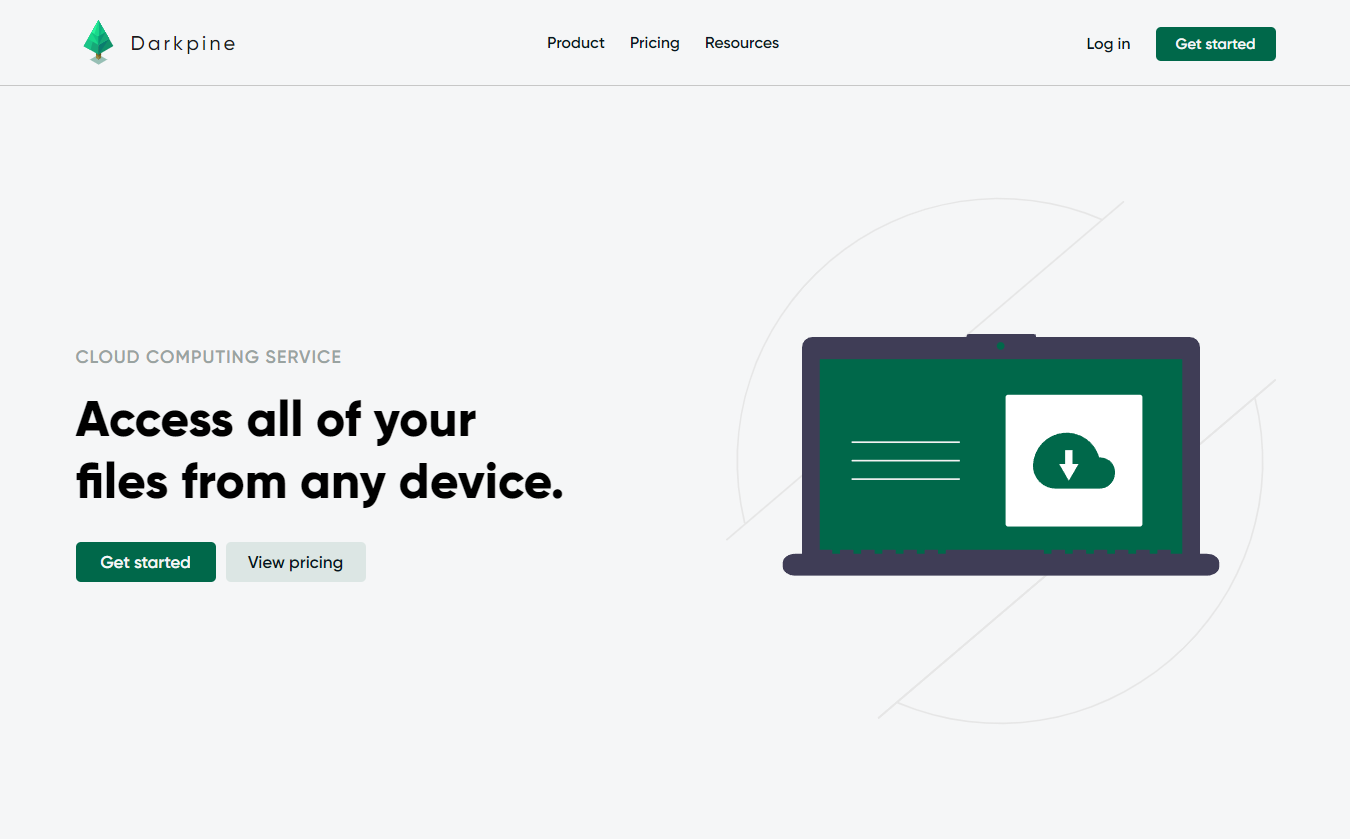 Darkpine
Product Pricing Resources
Log in Get started
CLOUD COMPUTING SERVICE
Access all of your
files from any device.
Get started View pricing